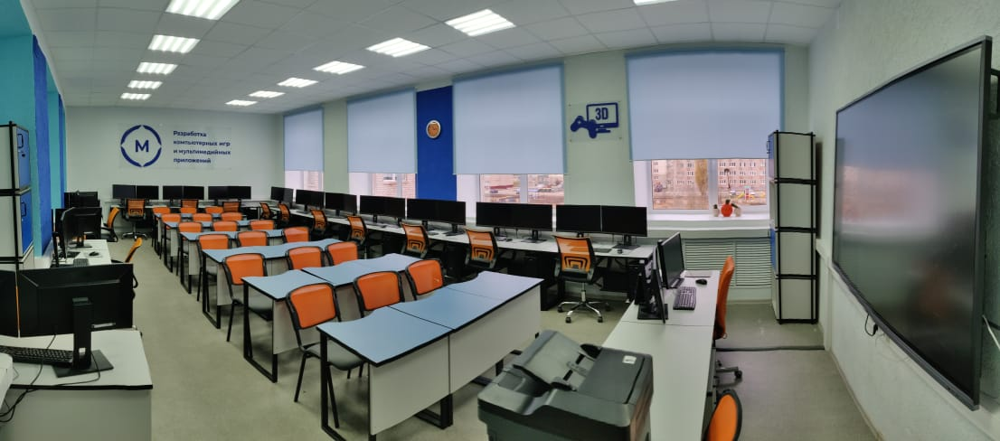 М
Разработка
компьютерных игр
и мультимедийных
приложений
3D